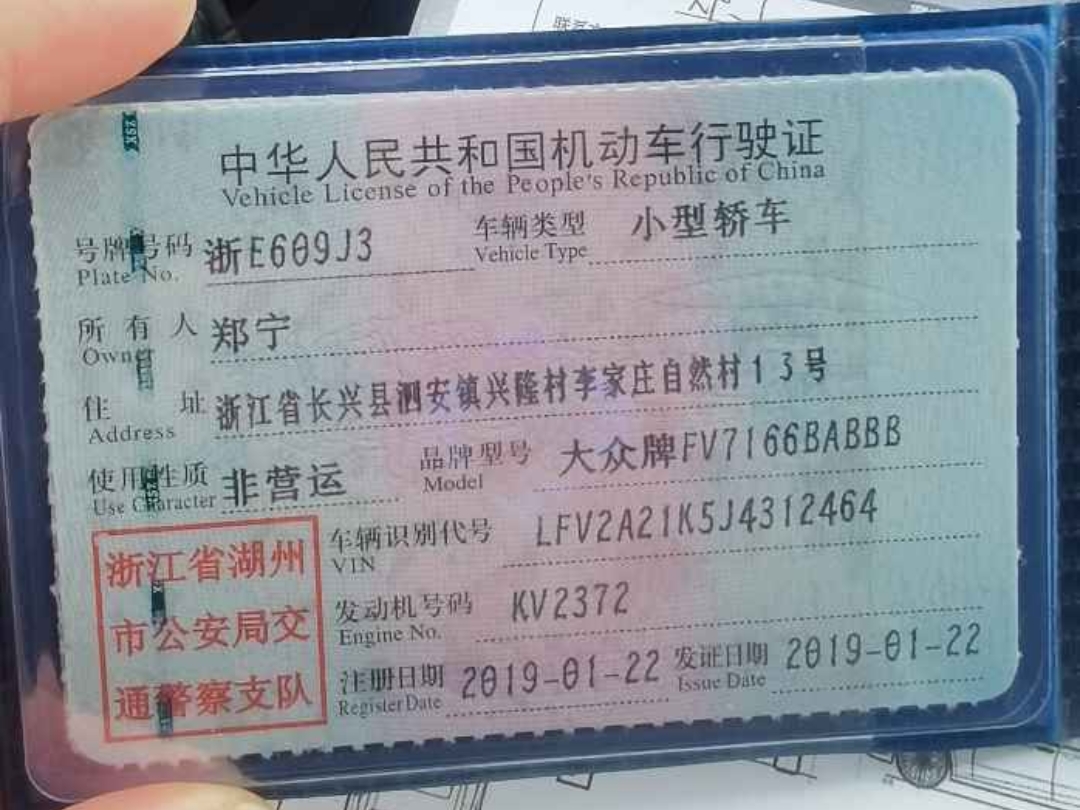 中华人民共和国机动车行驶证
Vehicle License of the People's Republic of China
号牌号码 浙E609J3 车辆类型 小型轿车
Plate No. Vehicle Type
所有人 郑宁
Owner
住址 浙江省长兴县泗安镇兴隆村李家庄自然村13号
Address
使用性质 非营运 品牌型号 大众牌FV7166BABBB
Use Character Model
车辆识别代号 LFV2A21K5J4312464
VIN
发动机号码 KV2372
Engine No.
注册日期 2019-01-22 发证日期 2019-01-22
Register Date Issue Date
浙江省湖州
市公安局交
通警察支队